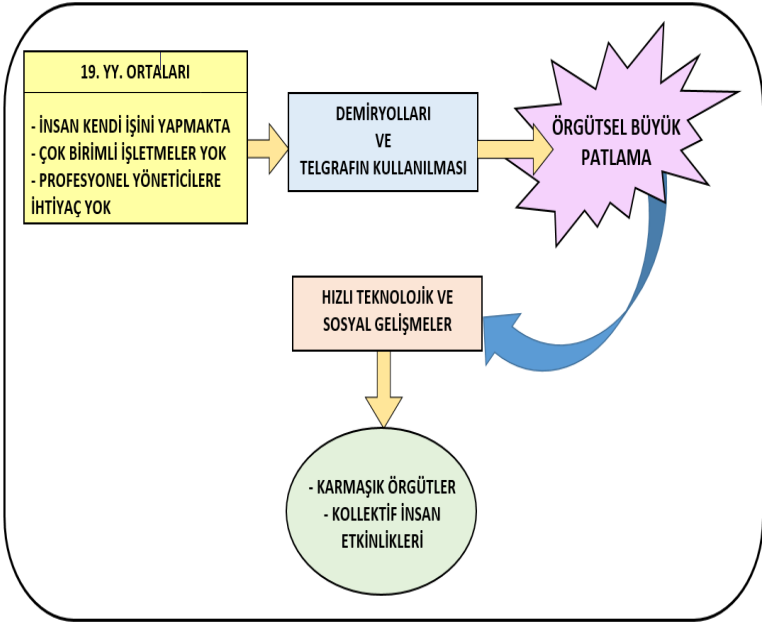 19. YY. ORTALARI
- İNSAN KENDİ İŞİNİ YAPMAKTA
- ÇOK BİRİMLİ İŞLETMELER YOK
- PROFESYONEL YÖNETİCİLERE
İHTİYAÇ YOK
DEMİRYOLLARI
VE
TELGRAFIN KULLANILMASI
ÖRGÜTSEL BÜYÜK
PATLAMA
HIZLI TEKNOLOJİK VE
SOSYAL GELİŞMELER
- KARMAŞIK ÖRGÜTLER
- KOLLEKTİF İNSAN
ETKİNLİKLERİ